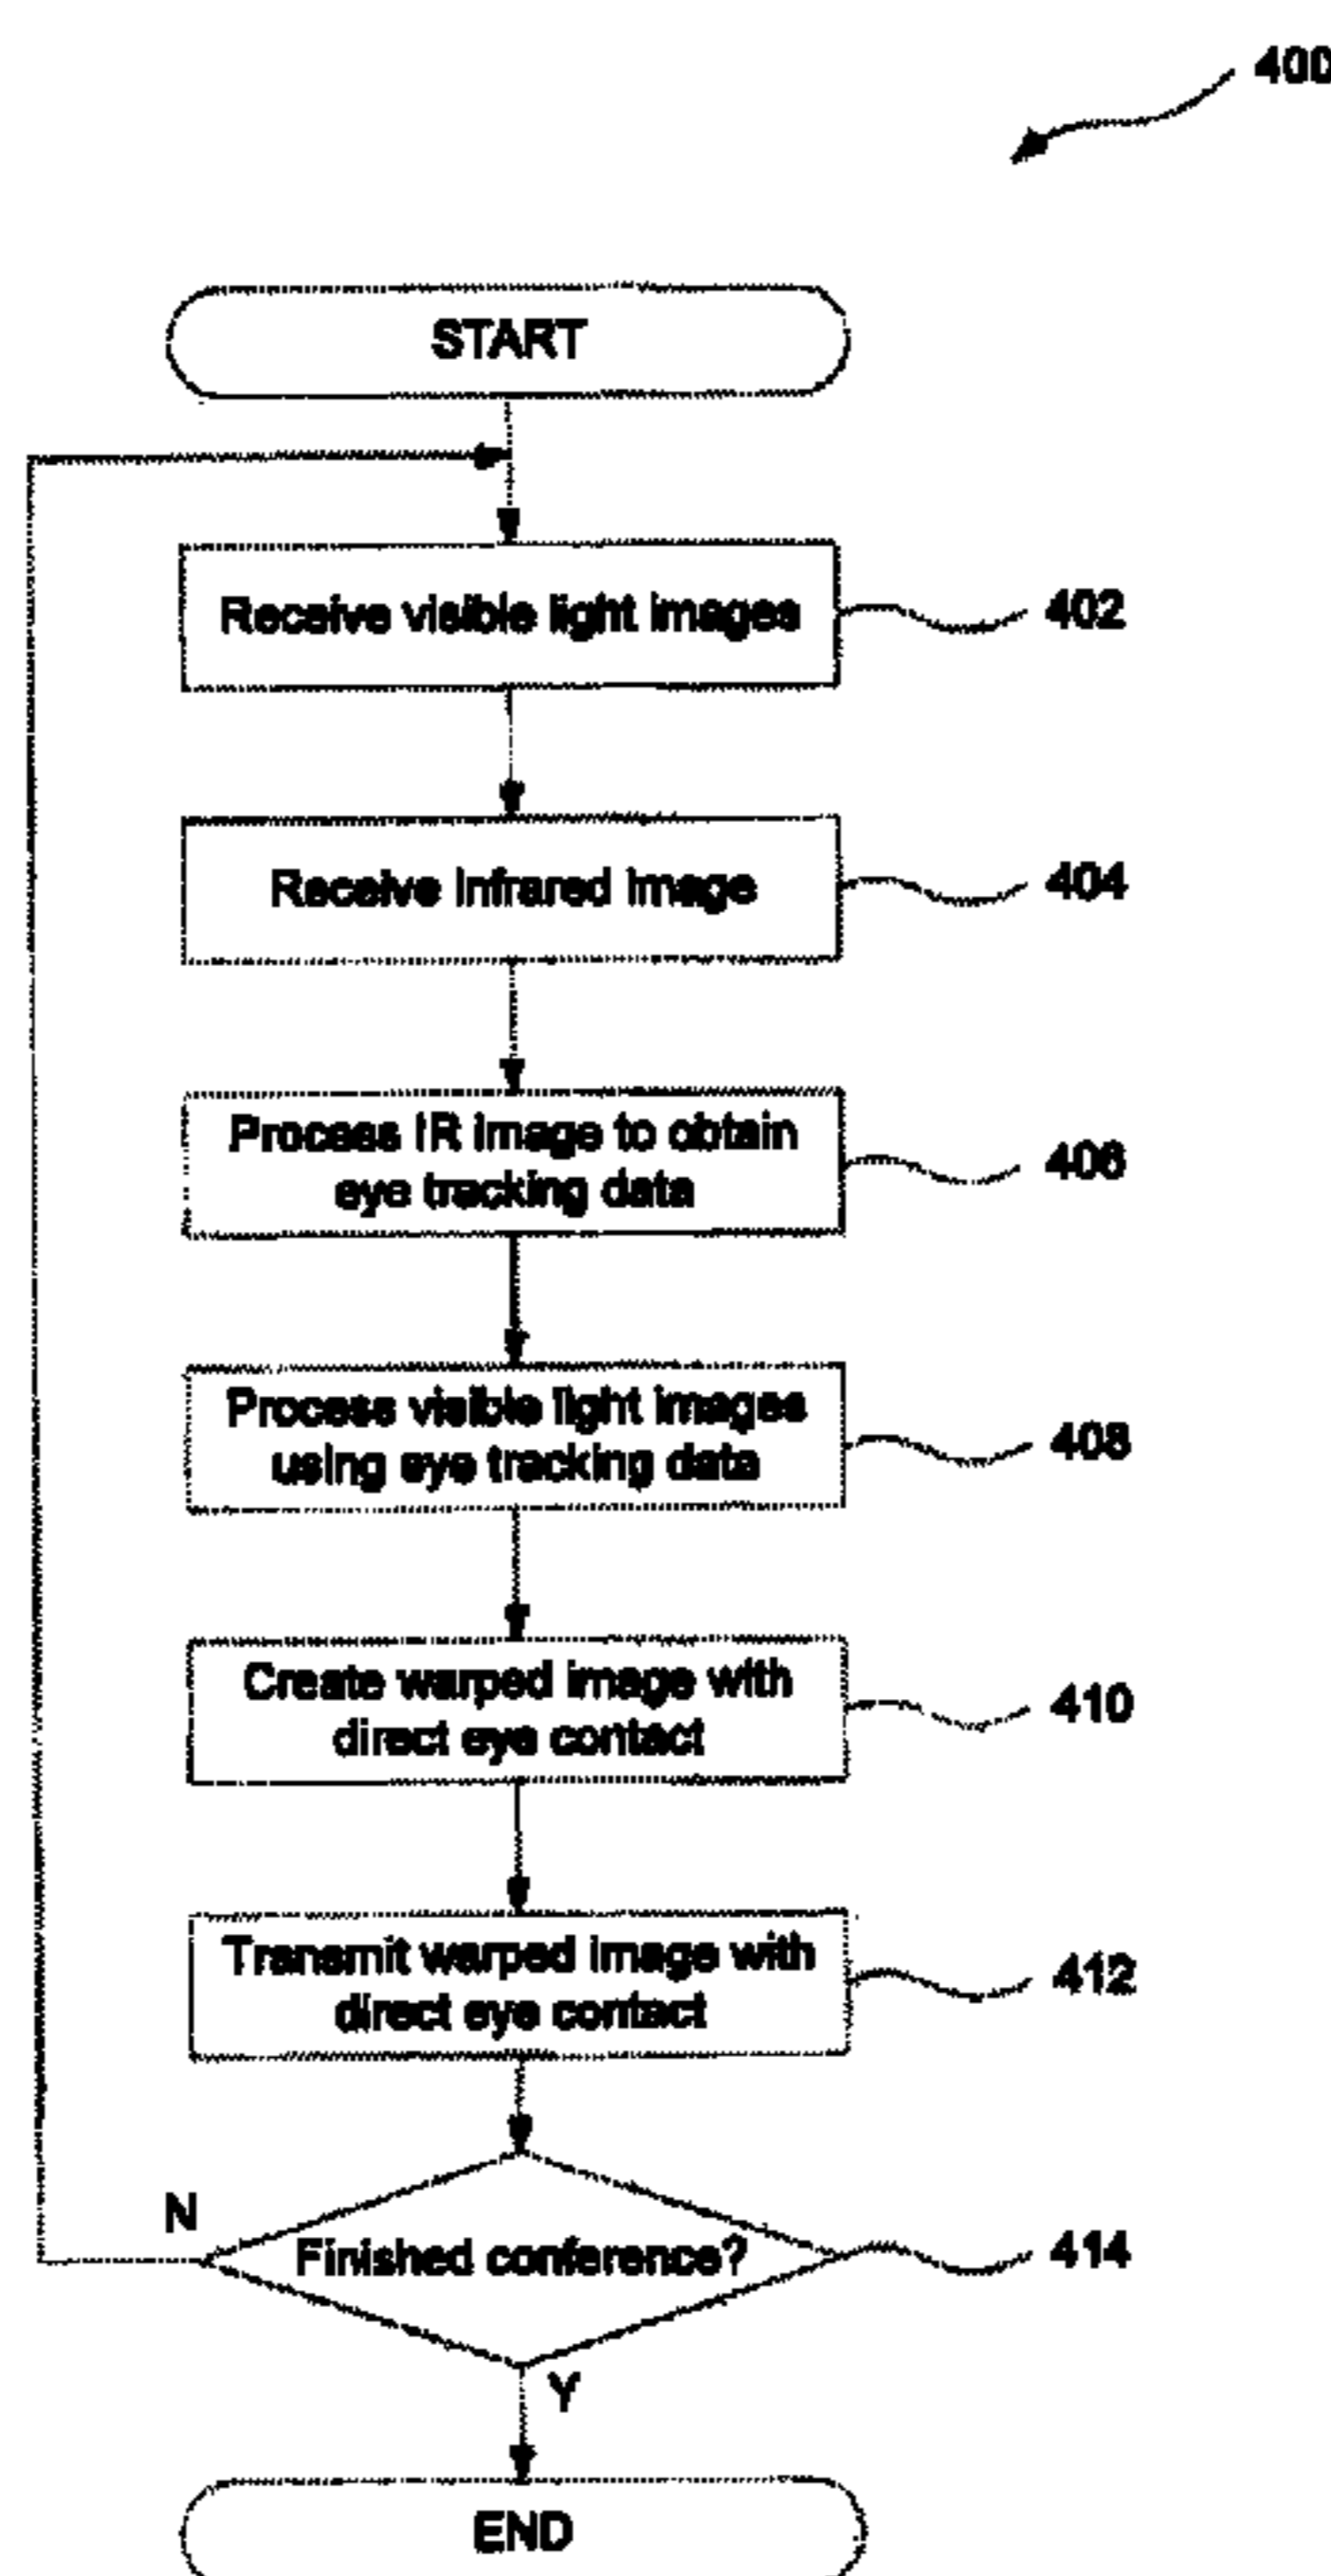 400
START
Receive visible light images
402
Receive infrared image
404
Process IR image to obtain
eye tracking data
406
Process visible light images
using eye tracking data
408
Create warped image with
direct eye contact
410
Transmit warped image with
direct eye contact
412
N
Finished conference?
414
Y
END